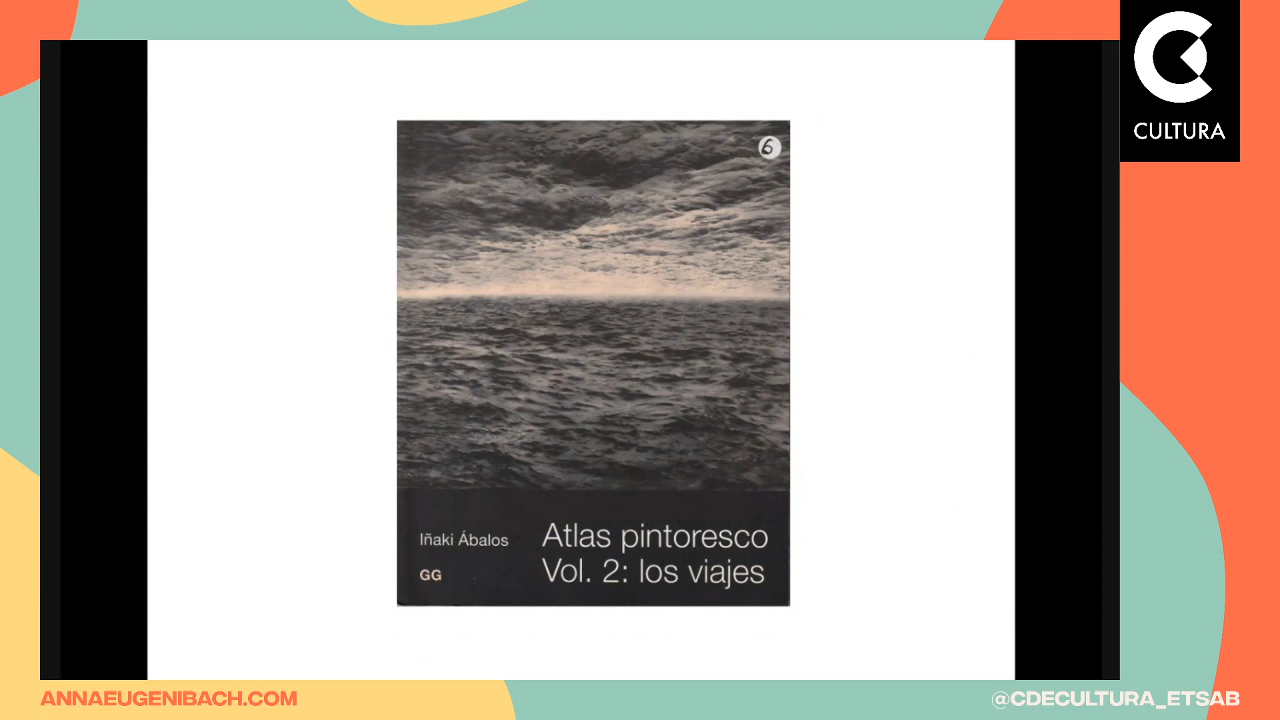 CULTURA
6
Iñaki Ábalos
Atlas pintoresco
Vol. 2: los viajes
GG
ANNAEUGENIBACH.COM
@CDECULTURA_ETSAB